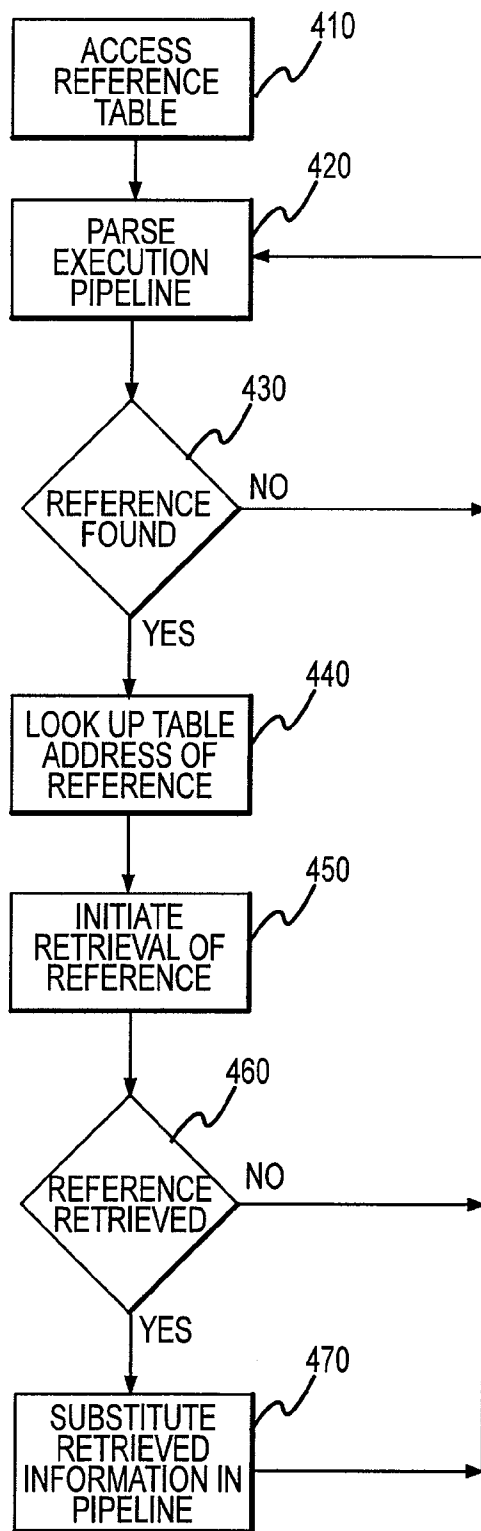 410
ACCESS
REFERENCE
TABLE
420
PARSE
EXECUTION
PIPELINE
430
REFERENCE
FOUND
NO
YES
440
LOOK UP TABLE
ADDRESS OF
REFERENCE
450
INITIATE
RETRIEVAL OF
REFERENCE
460
REFERENCE
RETRIEVED
NO
YES
470
SUBSTITUTE
RETRIEVED
INFORMATION IN
PIPELINE